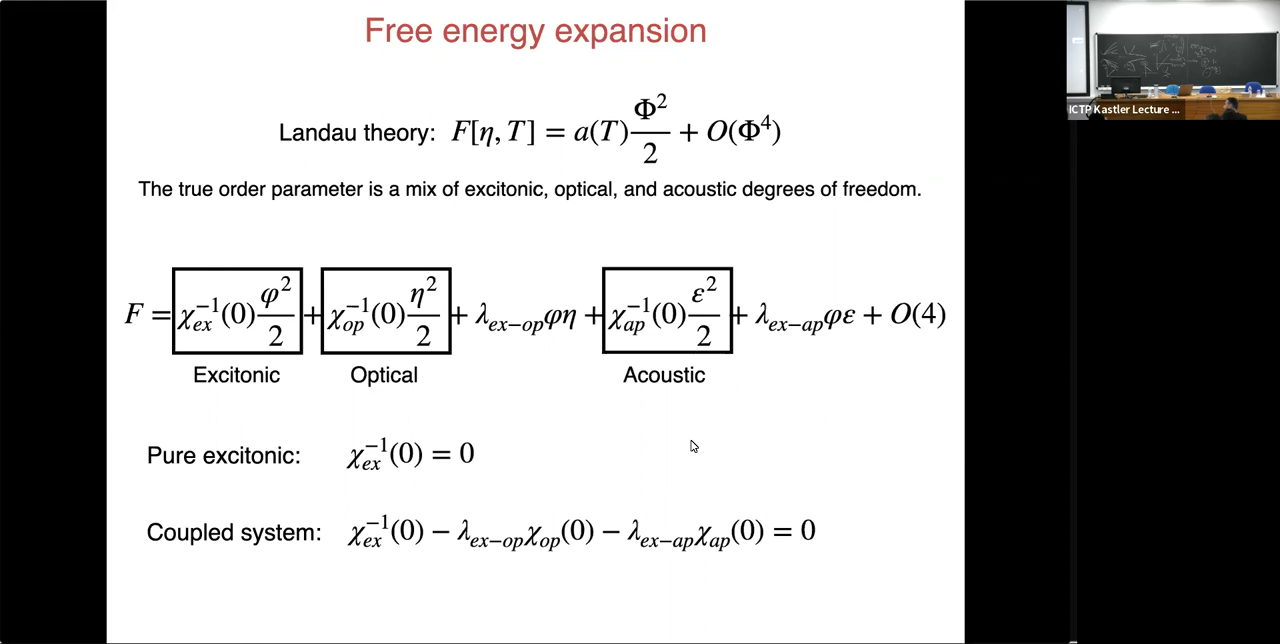 Free energy expansion
Landau theory: F[η, T] = a(T) Φ²/2 + O(Φ⁴)
The true order parameter is a mix of excitonic, optical, and acoustic degrees of freedom.
F = χ_ex⁻¹(0) φ²/2 + χ_op⁻¹(0) η²/2 + λ_ex−op φη + χ_ap⁻¹(0) ε²/2 + λ_ex−ap φε + O(4)
Excitonic Optical Acoustic
Pure excitonic: χ_ex⁻¹(0) = 0
Coupled system: χ_ex⁻¹(0) − λ_ex−op χ_op(0) − λ_ex−ap χ_ap(0) = 0
ICTP Kastler Lecture ...